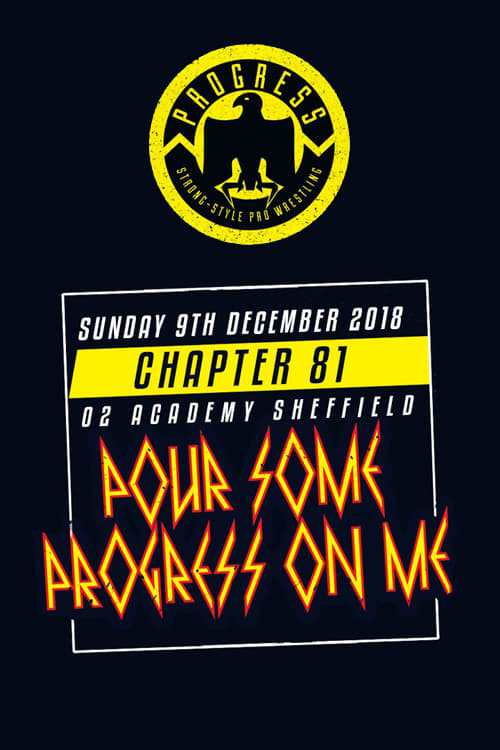 PROGRESS
STRONG-STYLE PRO WRESTLING
SUNDAY 9TH DECEMBER 2018
CHAPTER 81
O2 ACADEMY SHEFFIELD
POUR SOME
PROGRESS ON ME